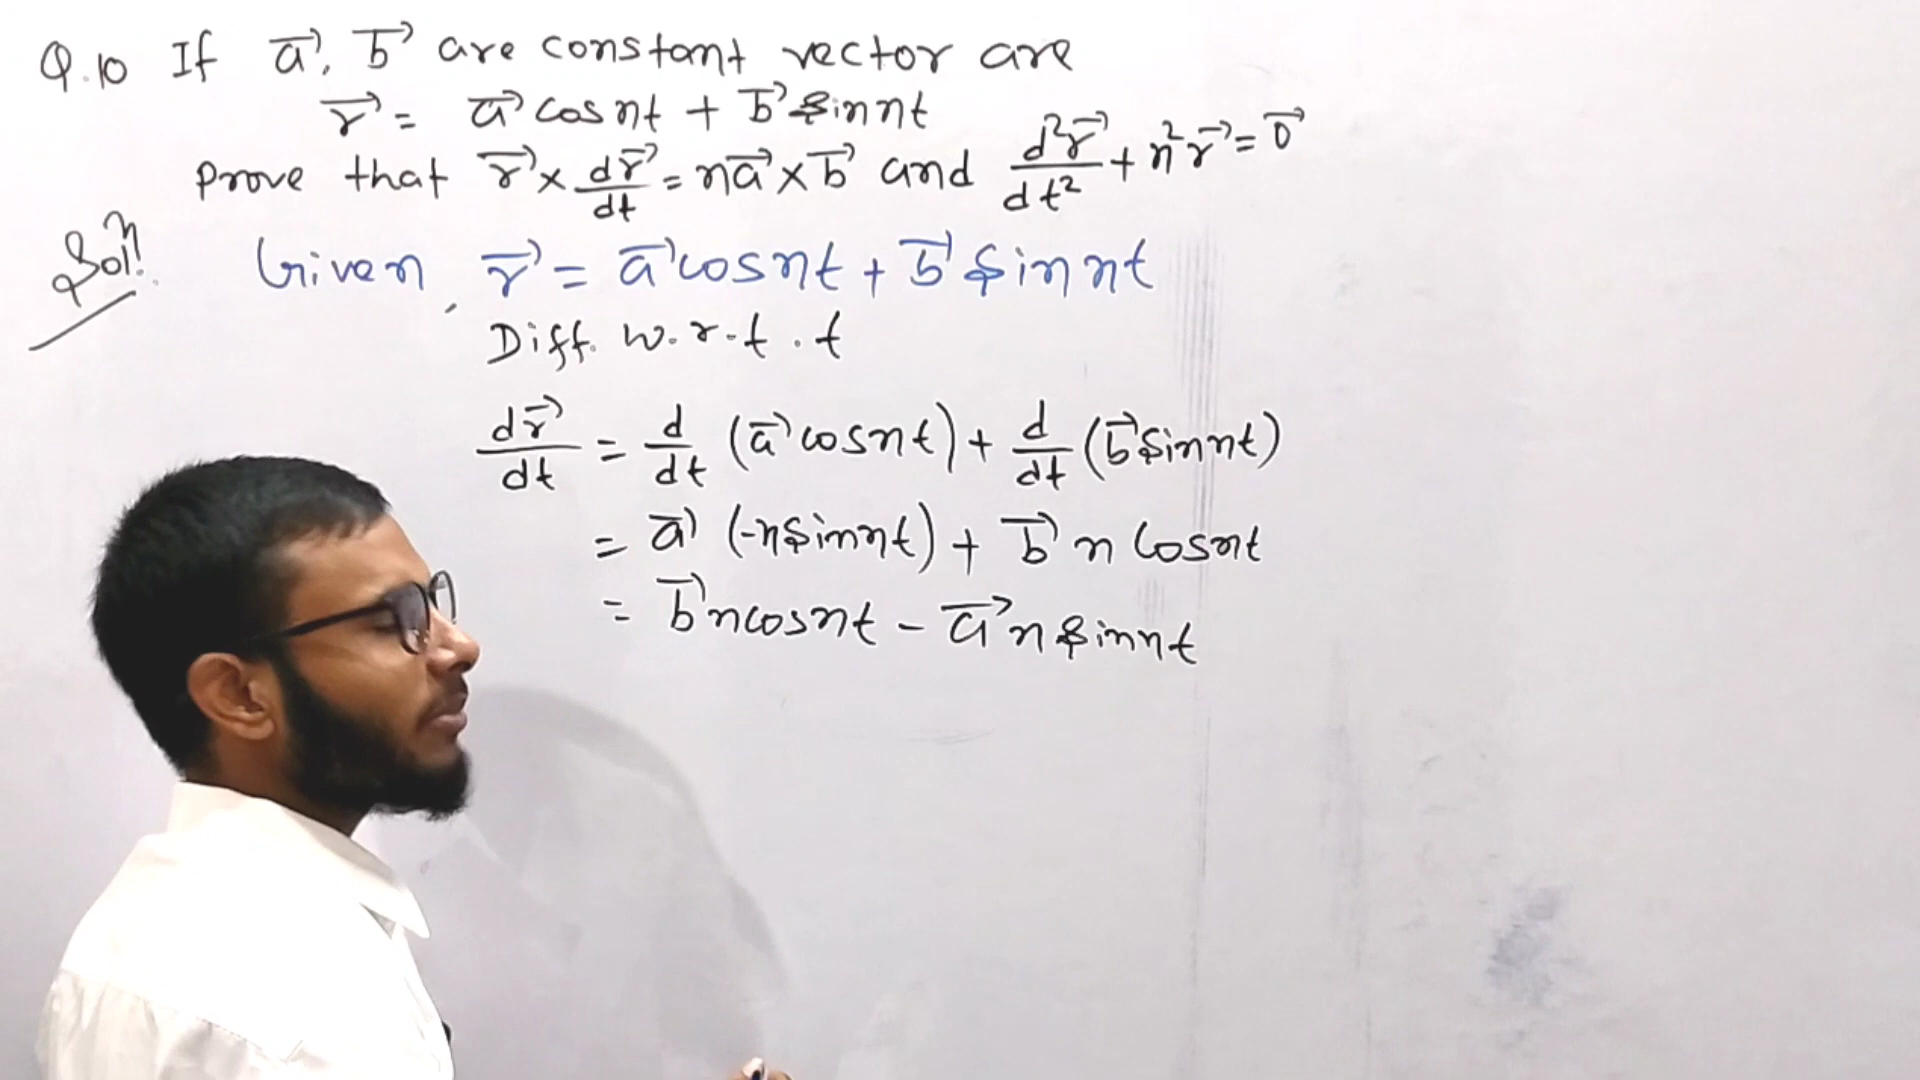 Q.10 If a⃗, b⃗ are constant vector are
r⃗ = a⃗ cos nt + b⃗ sin nt
prove that r⃗ × dr⃗/dt = n a⃗ × b⃗ and d²r⃗/dt² + n² r⃗ = 0⃗
Solⁿ. Given, r⃗ = a⃗ cos nt + b⃗ sin nt
Diff. w.r.t. t
dr⃗/dt = d/dt (a⃗ cos nt) + d/dt (b⃗ sin nt)
= a⃗ (-n sin nt) + b⃗ n cos nt
= b⃗ n cos nt - a⃗ n sin nt